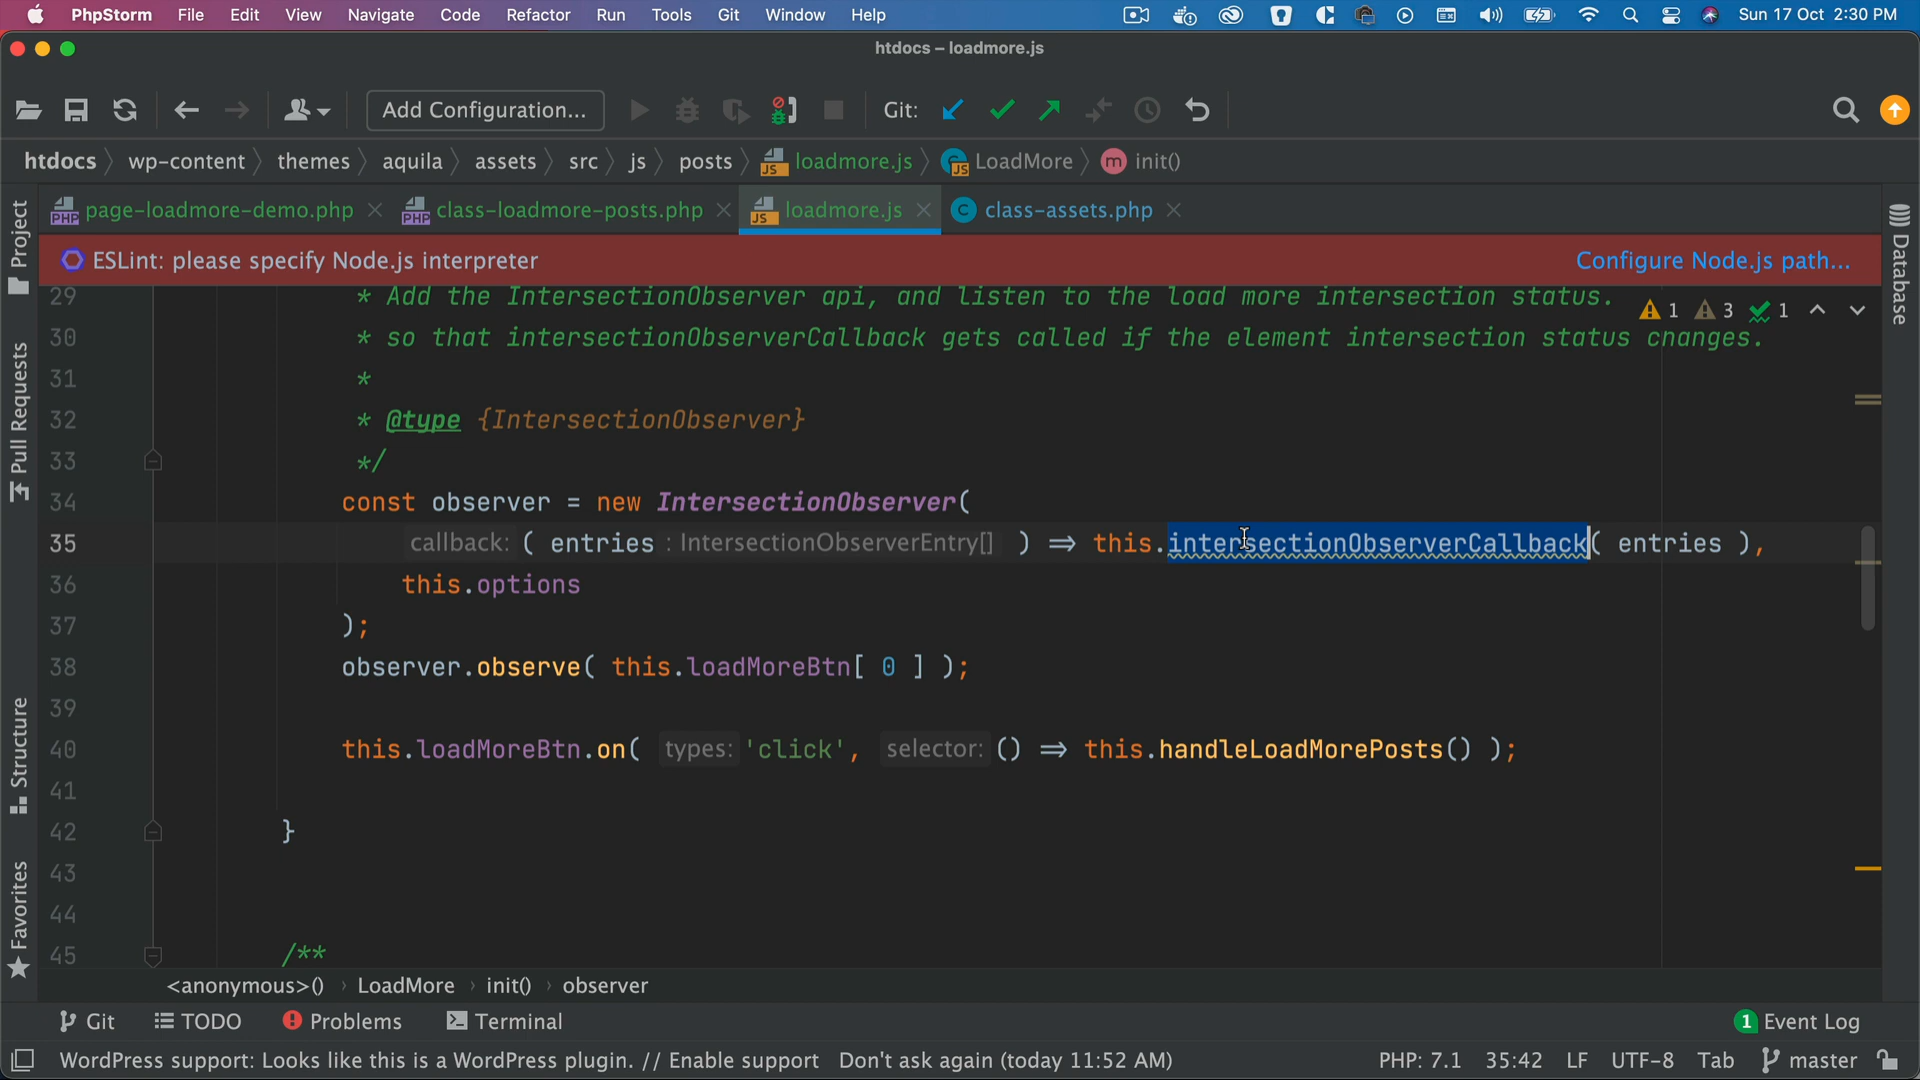 PhpStorm File Edit View Navigate Code Refactor Run Tools Git Window Help Sun 17 Oct 2:30 PM
htdocs – loadmore.js
Add Configuration... Git:
htdocs wp-content themes aquila assets src js posts loadmore.js LoadMore m init()
page-loadmore-demo.php class-loadmore-posts.php loadmore.js class-assets.php
ESLint: please specify Node.js interpreter Configure Node.js path...
29 * Add the IntersectionObserver api, and listen to the load more intersection status.
1 3 1
30 * so that intersectionObserverCallback gets called if the element intersection status changes.
31 *
32 * @type {IntersectionObserver}
33 */
34 const observer = new IntersectionObserver(
35 callback: ( entries : IntersectionObserverEntry[] ) => this.intersectionObserverCallback( entries ),
36 this.options
37 );
38 observer.observe( this.loadMoreBtn[ 0 ] );
39
40 this.loadMoreBtn.on( types: 'click', selector: () => this.handleLoadMorePosts() );
41
42 }
43
44
45 /**
<anonymous>() › LoadMore › init() › observer
Git TODO Problems Terminal 1 Event Log
WordPress support: Looks like this is a WordPress plugin. // Enable support Don't ask again (today 11:52 AM) PHP: 7.1 35:42 LF UTF-8 Tab master
Project
Pull Requests
Structure
Favorites
Database